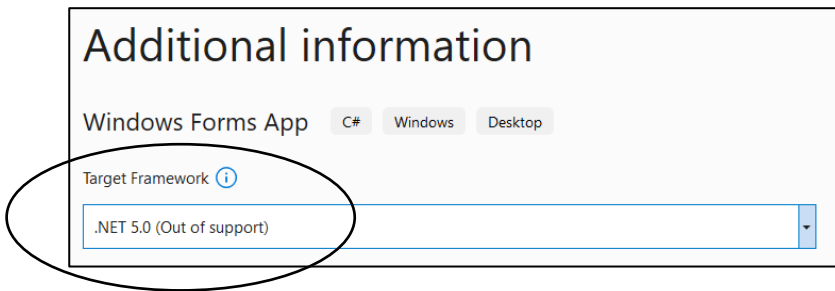 Additional information
Windows Forms App C# Windows Desktop
Target Framework
.NET 5.0 (Out of support)